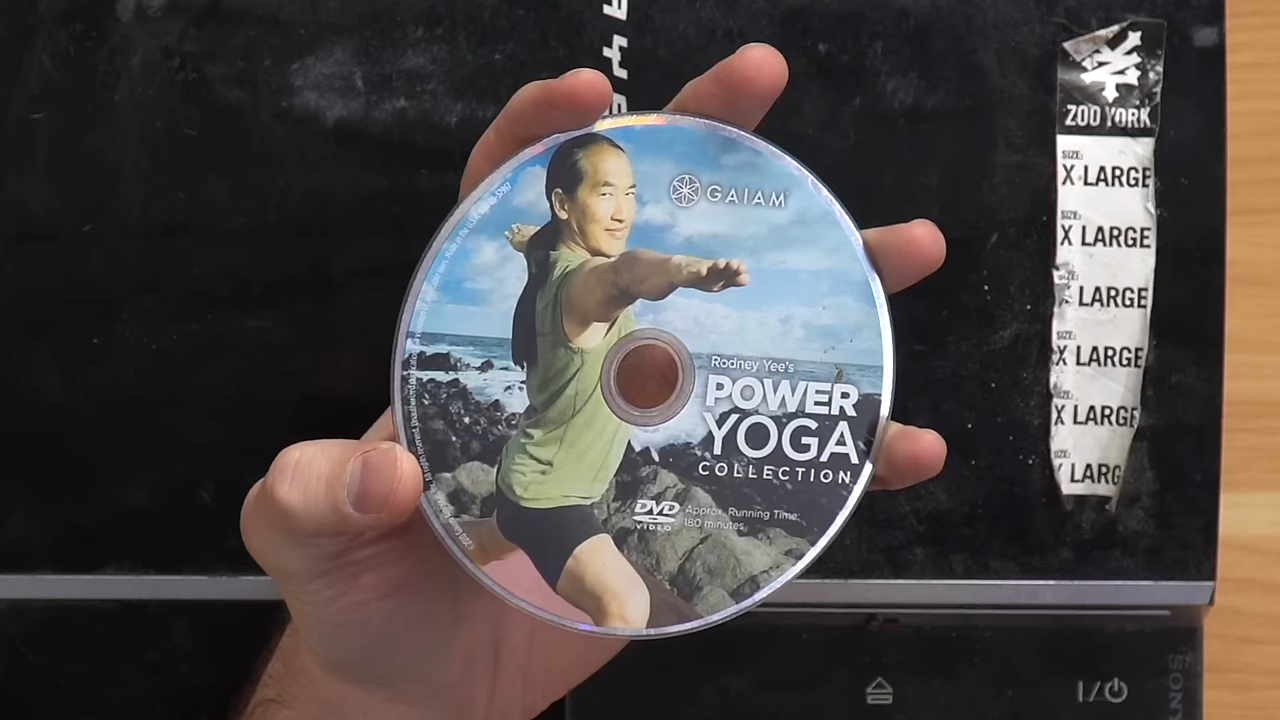 GAIAM
Rodney Yee's
POWER
YOGA
COLLECTION
DVD
VIDEO
Approx. Running Time:
180 minutes
ZOO YORK
SIZE:
X LARGE
SIZE:
X LARGE
SIZE:
LARGE
SIZE:
X LARGE
X LARGE
SONY